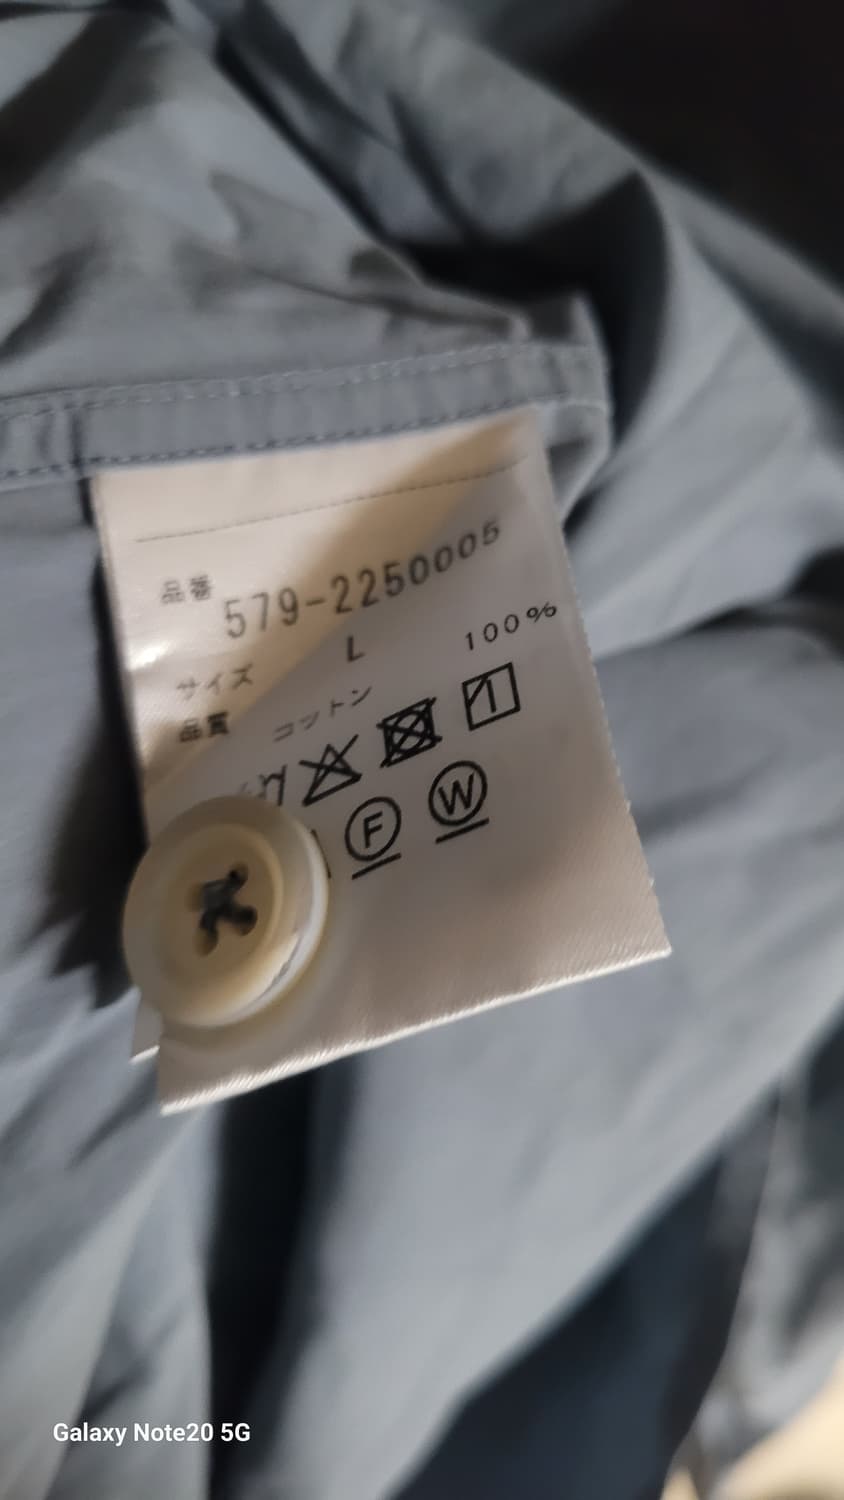 品番
579-2250005
サイズ L
品質 コットン 100%
F W
Galaxy Note20 5G